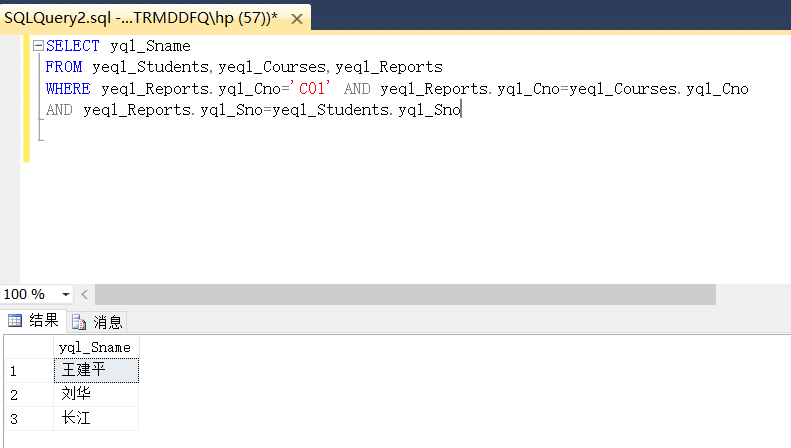 SQLQuery2.sql -...TRMDDFQ\hp (57))*
SELECT yql_Sname
FROM yeql_Students,yeql_Courses,yeql_Reports
WHERE yeql_Reports.yql_Cno='C01' AND yeql_Reports.yql_Cno=yeql_Courses.yql_Cno
AND yeql_Reports.yql_Sno=yeql_Students.yql_Sno
100 %
结果 消息
yql_Sname
1 王建平
2 刘华
3 长江